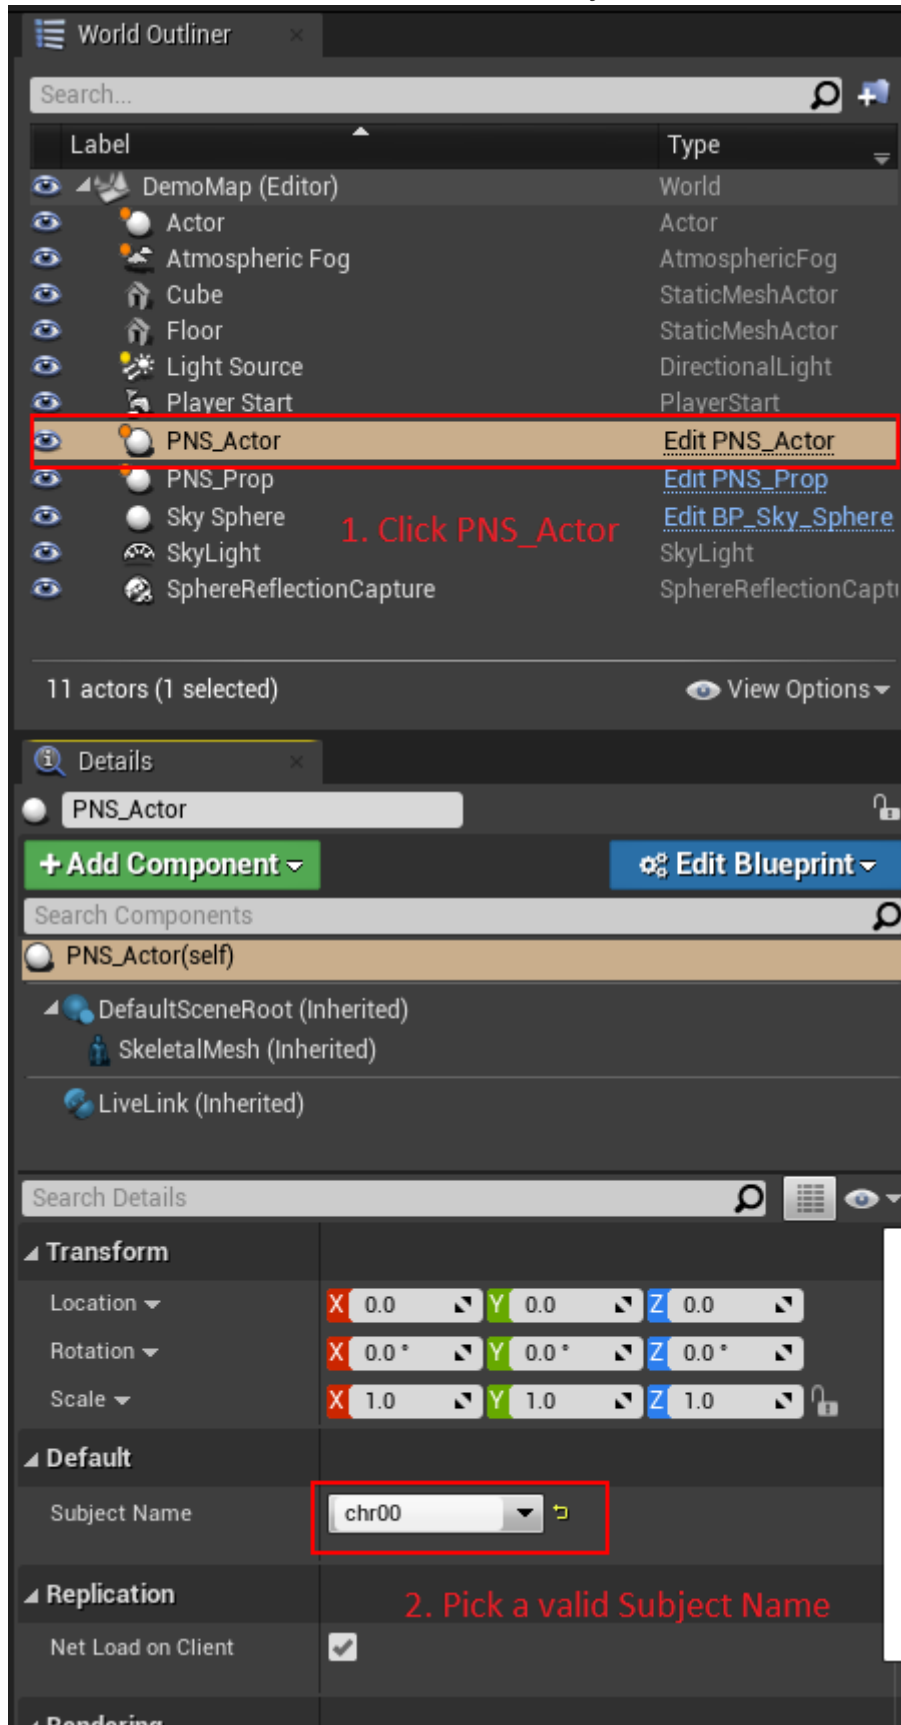 World Outliner
Search...
Label Type
DemoMap (Editor) World
Actor Actor
Atmospheric Fog AtmosphericFog
Cube StaticMeshActor
Floor StaticMeshActor
Light Source DirectionalLight
Player Start PlayerStart
PNS_Actor Edit PNS_Actor
PNS_Prop Edit PNS_Prop
Sky Sphere Edit BP_Sky_Sphere
1. Click PNS_Actor
SkyLight SkyLight
SphereReflectionCapture SphereReflectionCaptu
11 actors (1 selected) View Options
Details
PNS_Actor
+ Add Component Edit Blueprint
Search Components
PNS_Actor(self)
DefaultSceneRoot (Inherited)
SkeletalMesh (Inherited)
LiveLink (Inherited)
Search Details
Transform
Location X 0.0 Y 0.0 Z 0.0
Rotation X 0.0 ° Y 0.0 ° Z 0.0 °
Scale X 1.0 Y 1.0 Z 1.0
Default
Subject Name chr00
Replication
2. Pick a valid Subject Name
Net Load on Client
Rendering